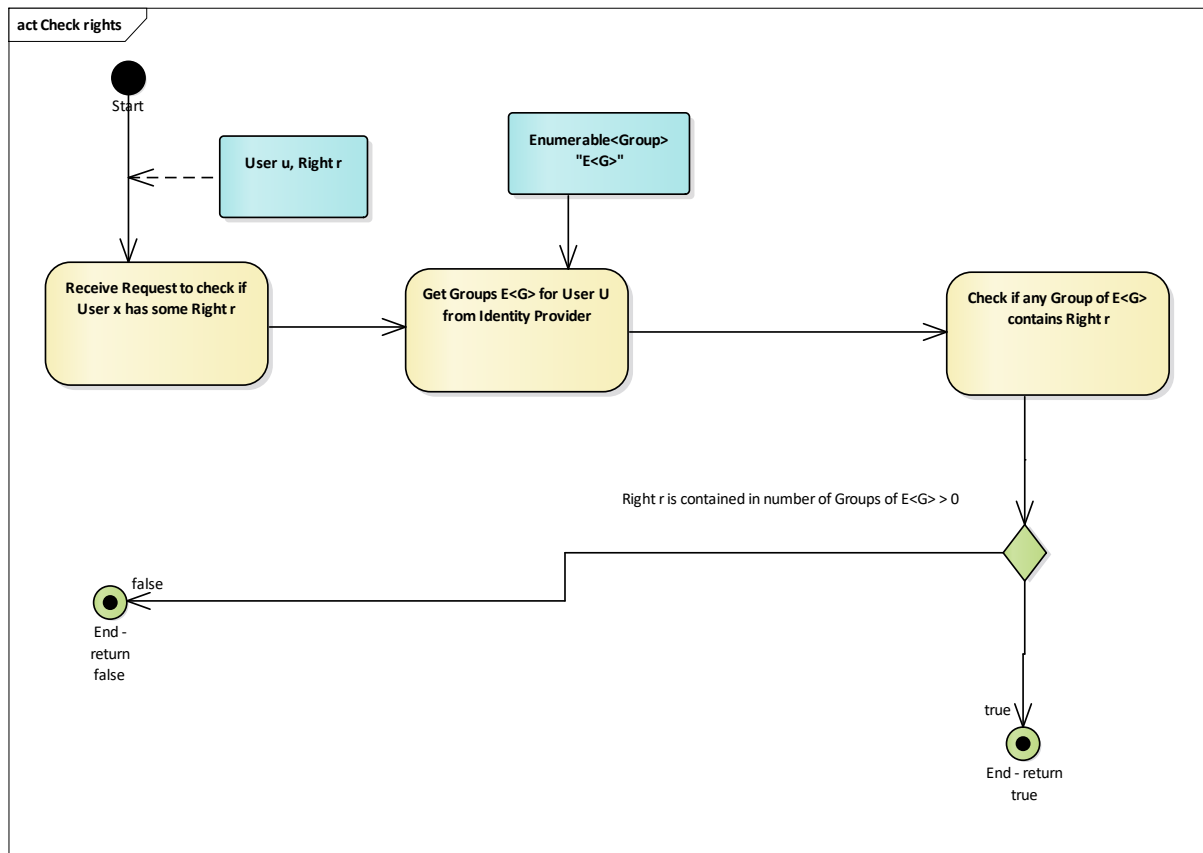 act Check rights
Start
User u, Right r
Enumerable<Group>
"E<G>"
Receive Request to check if
User x has some Right r
Get Groups E<G> for User U
from Identity Provider
Check if any Group of E<G>
contains Right r
Right r is contained in number of Groups of E<G> > 0
false
End -
return
false
true
End - return
true